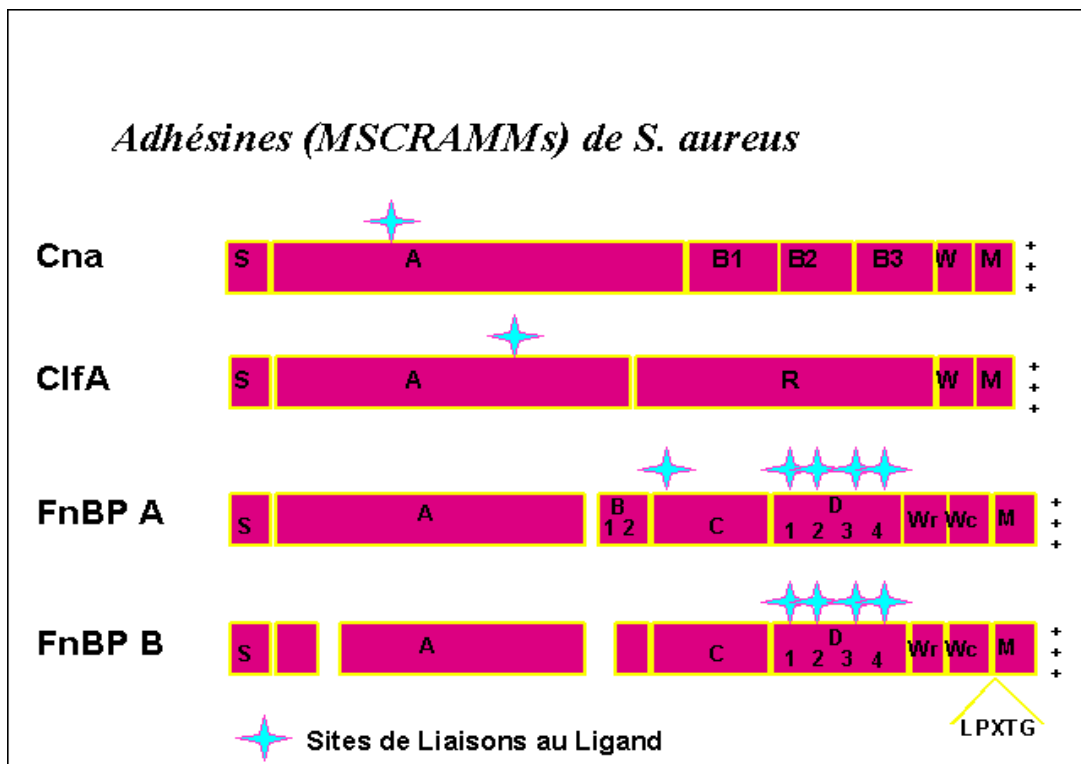 Adhésines (MSCRAMMs) de S. aureus
Cna S A B1 B2 B3 W M + + +
ClfA S A R W M + + +
FnBP A S A B 1 2 C D 1 2 3 4 Wr Wc M + + +
FnBP B S A C D 1 2 3 4 Wr Wc M + + +
LPXTG
Sites de Liaisons au Ligand